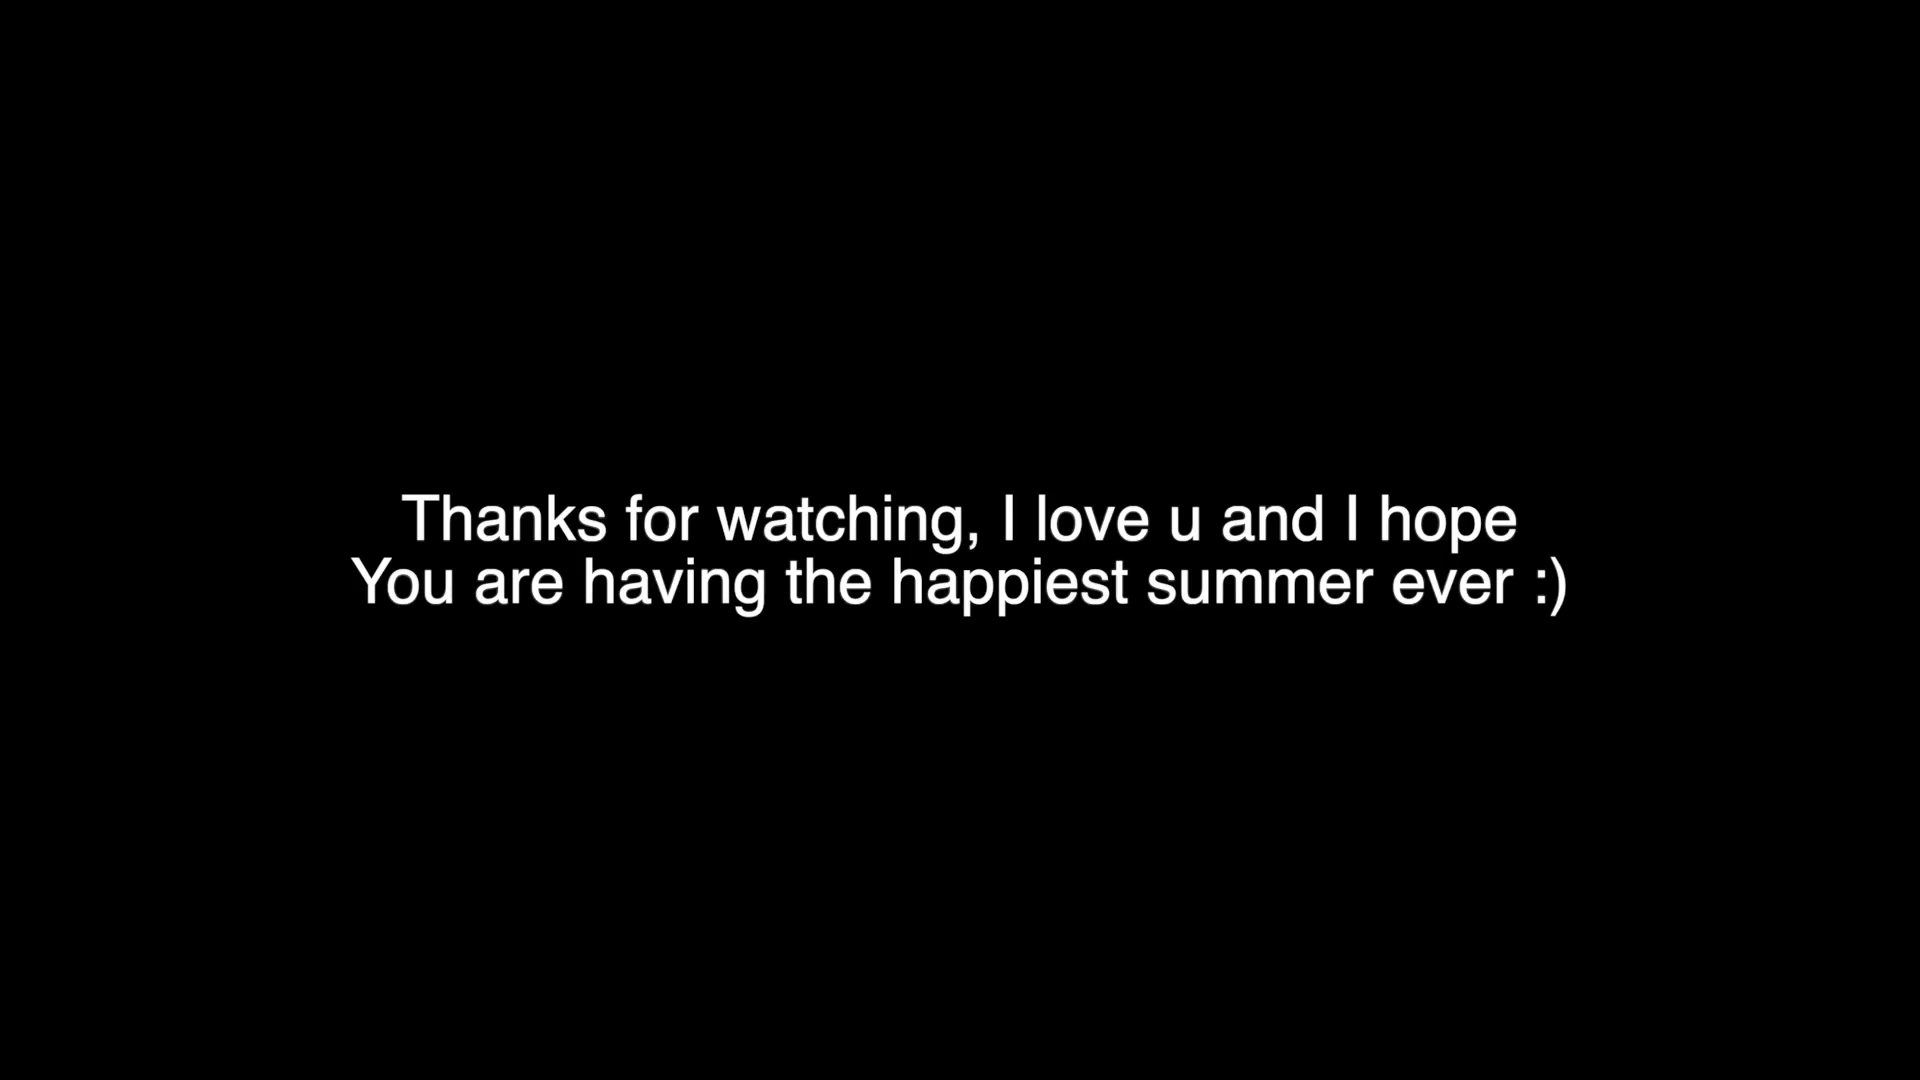 Thanks for watching, I love u and I hope
You are having the happiest summer ever :)